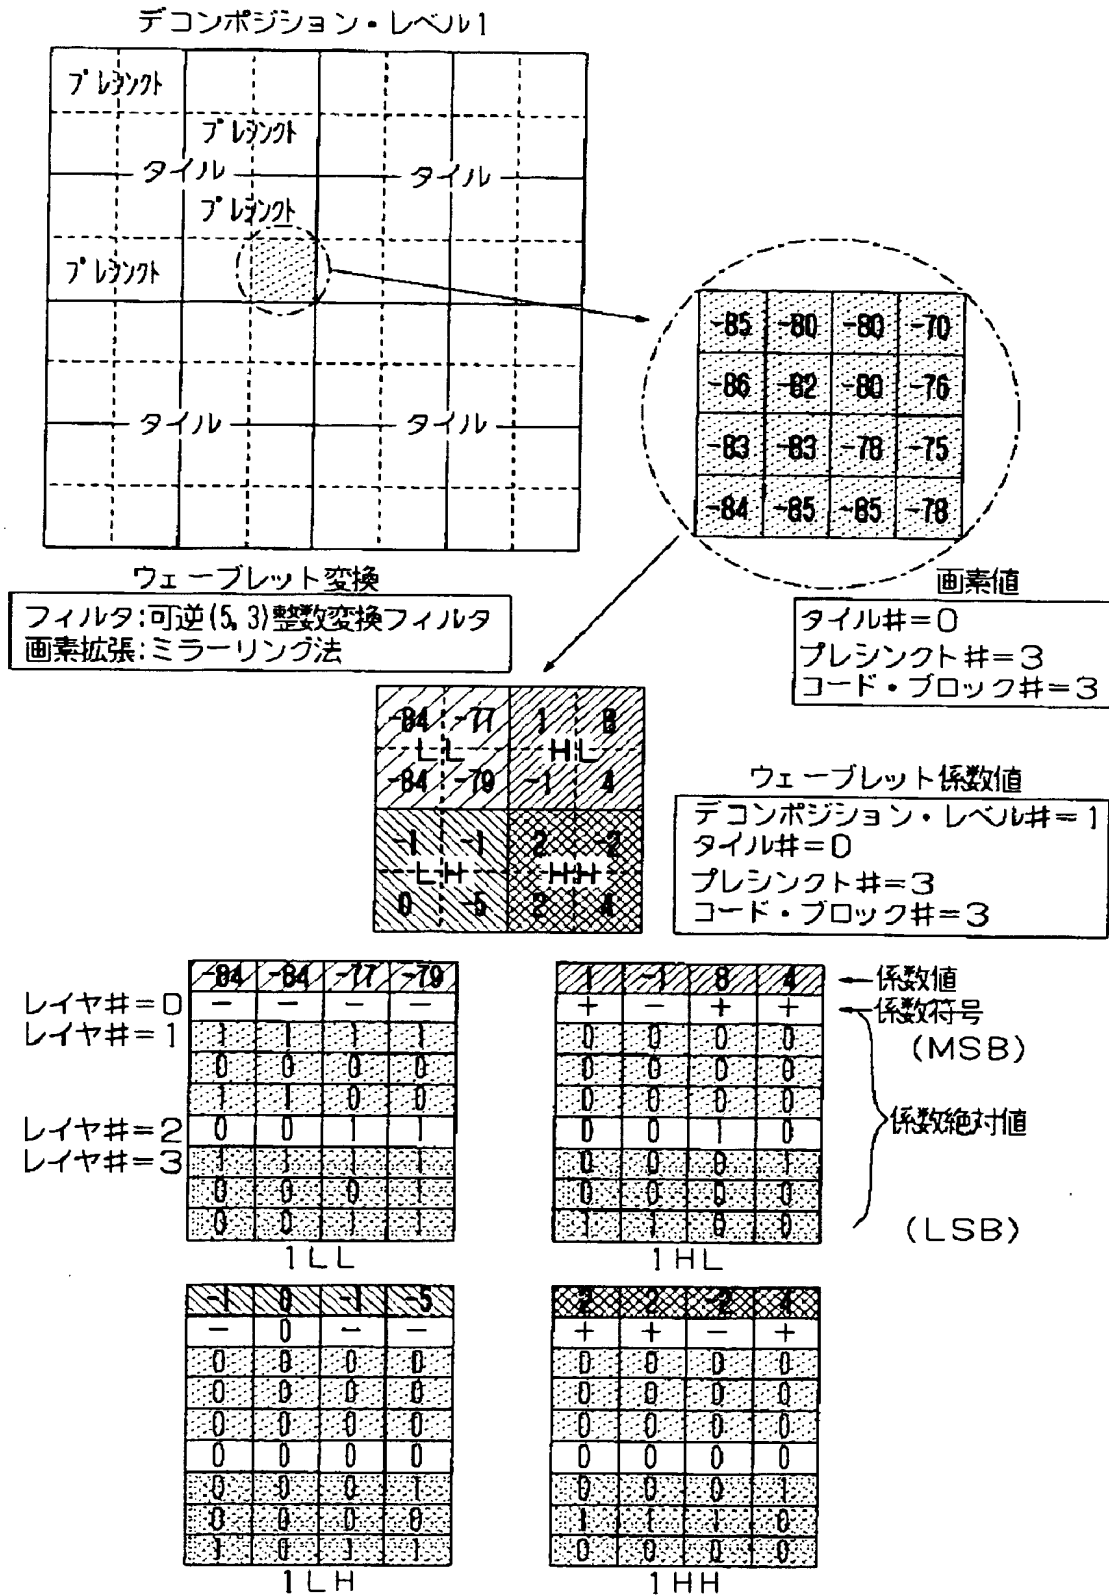 デコンポジション・レベル1
プレシンクト
プレシンクト
タイル タイル
プレシンクト
プレシンクト
タイル タイル
-85 -80 -80 -70
-86 -82 -80 -76
-83 -83 -78 -75
-84 -85 -85 -78
ウェーブレット変換
フィルタ:可逆(5,3)整数変換フィルタ
画素拡張:ミラーリング法
画素値
タイル#=0
プレシンクト#=3
コード・ブロック#=3
-84 -77 1 8
LL HL
-84 -79 -1 4
-1 -1 2 -2
LH HH
0 -5 2 4
ウェーブレット係数値
デコンポジション・レベル#=1
タイル#=0
プレシンクト#=3
コード・ブロック#=3
-84 -84 -77 -79
レイヤ#=0 - - - -
レイヤ#=1 1 1 1 1
0 0 0 0
1 1 0 0
レイヤ#=2 0 0 1 1
レイヤ#=3 1 1 1 1
0 0 0 1
0 0 1 1
1LL
1 -1 8 4 ←係数値
+ - + + ←係数符号
0 0 0 0 (MSB)
0 0 0 0
0 0 0 0
0 0 1 0 係数絶対値
0 0 0 1
0 0 0 0
1 1 0 0 (LSB)
1HL
-1 0 -1 -5
- 0 - -
0 0 0 0
0 0 0 0
0 0 0 0
0 0 0 0
0 0 0 1
0 0 0 0
1 0 1 1
1LH
2 2 -2 4
+ + - +
0 0 0 0
0 0 0 0
0 0 0 0
0 0 0 0
0 0 0 1
1 1 1 0
0 0 0 0
1HH